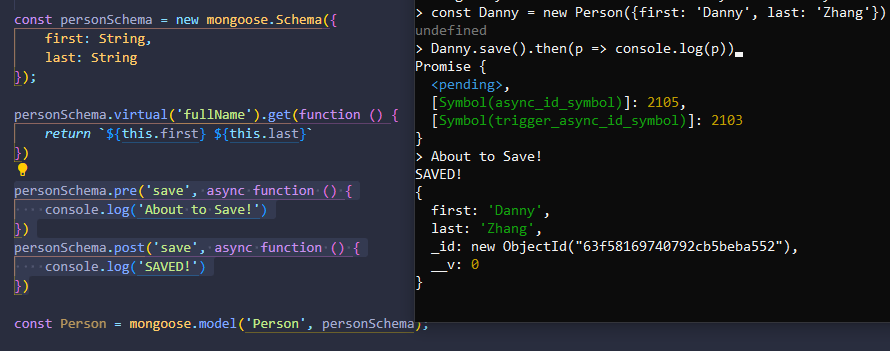 const personSchema = new mongoose.Schema({
    first: String,
    last: String
});
personSchema.virtual('fullName').get(function () {
    return `${this.first} ${this.last}`
})
personSchema.pre('save', async function () {
    console.log('About to Save!')
})
personSchema.post('save', async function () {
    console.log('SAVED!')
})
const Person = mongoose.model('Person', personSchema);
> const Danny = new Person({first: 'Danny', last: 'Zhang'})
undefined
> Danny.save().then(p => console.log(p))
Promise {
  <pending>,
  [Symbol(async_id_symbol)]: 2105,
  [Symbol(trigger_async_id_symbol)]: 2103
}
> About to Save!
SAVED!
{
  first: 'Danny',
  last: 'Zhang',
  _id: new ObjectId("63f58169740792cb5beba552"),
  __v: 0
}